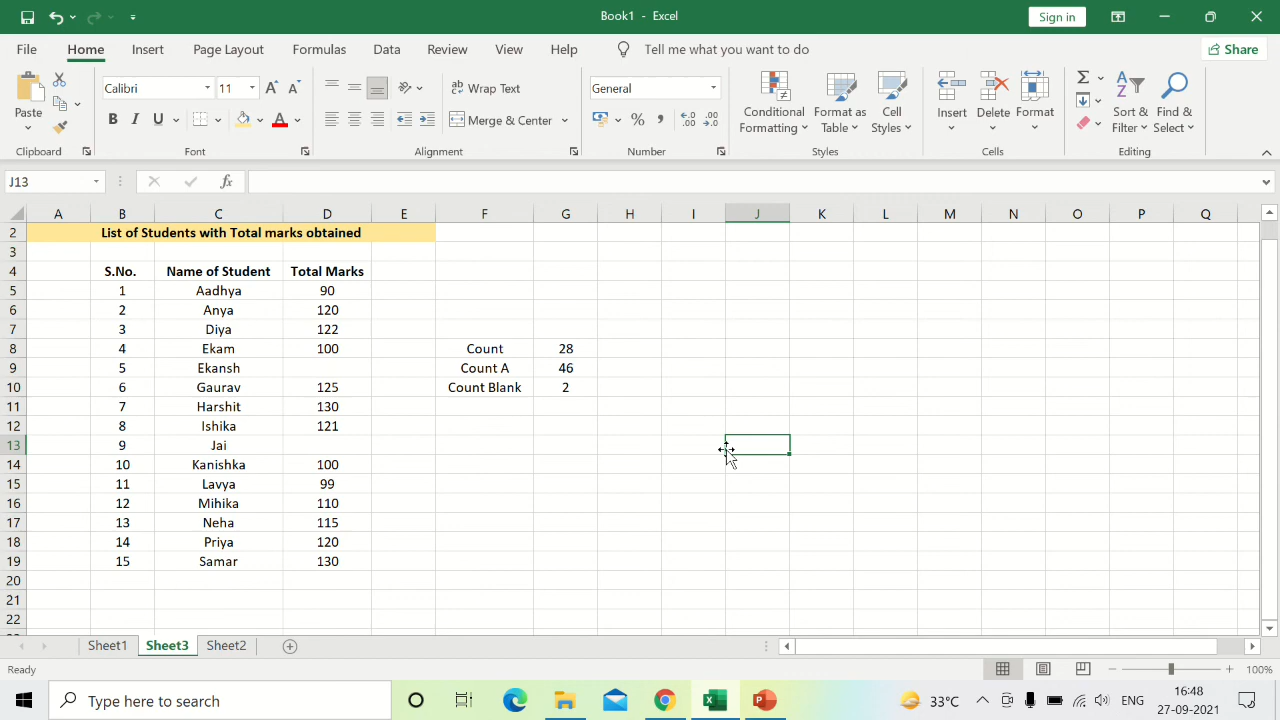 Book1 - Excel
Sign in
File Home Insert Page Layout Formulas Data Review View Help Tell me what you want to do Share
Paste
Calibri 11
B I U A
Wrap Text
Merge & Center
General
% ,
Conditional Formatting
Format as Table
Cell Styles
Insert Delete Format
Sort & Filter
Find & Select
Clipboard Font Alignment Number Styles Cells Editing
J13 fx
A B C D E F G H I J K L M N O P Q
2 List of Students with Total marks obtained
3
4 S.No. Name of Student Total Marks
5 1 Aadhya 90
6 2 Anya 120
7 3 Diya 122
8 4 Ekam 100 Count 28
9 5 Ekansh Count A 46
10 6 Gaurav 125 Count Blank 2
11 7 Harshit 130
12 8 Ishika 121
13 9 Jai
14 10 Kanishka 100
15 11 Lavya 99
16 12 Mihika 110
17 13 Neha 115
18 14 Priya 120
19 15 Samar 130
20
21
22
Sheet1 Sheet3 Sheet2
Ready 100%
Type here to search
33°C ENG 16:48
27-09-2021